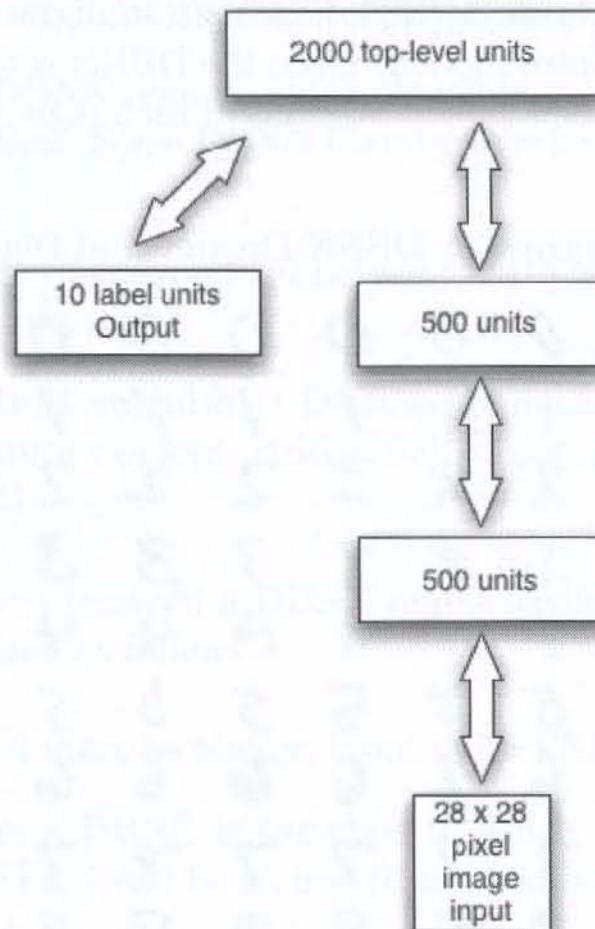 2000 top-level units
10 label units
Output
500 units
500 units
28 x 28
pixel
image
input